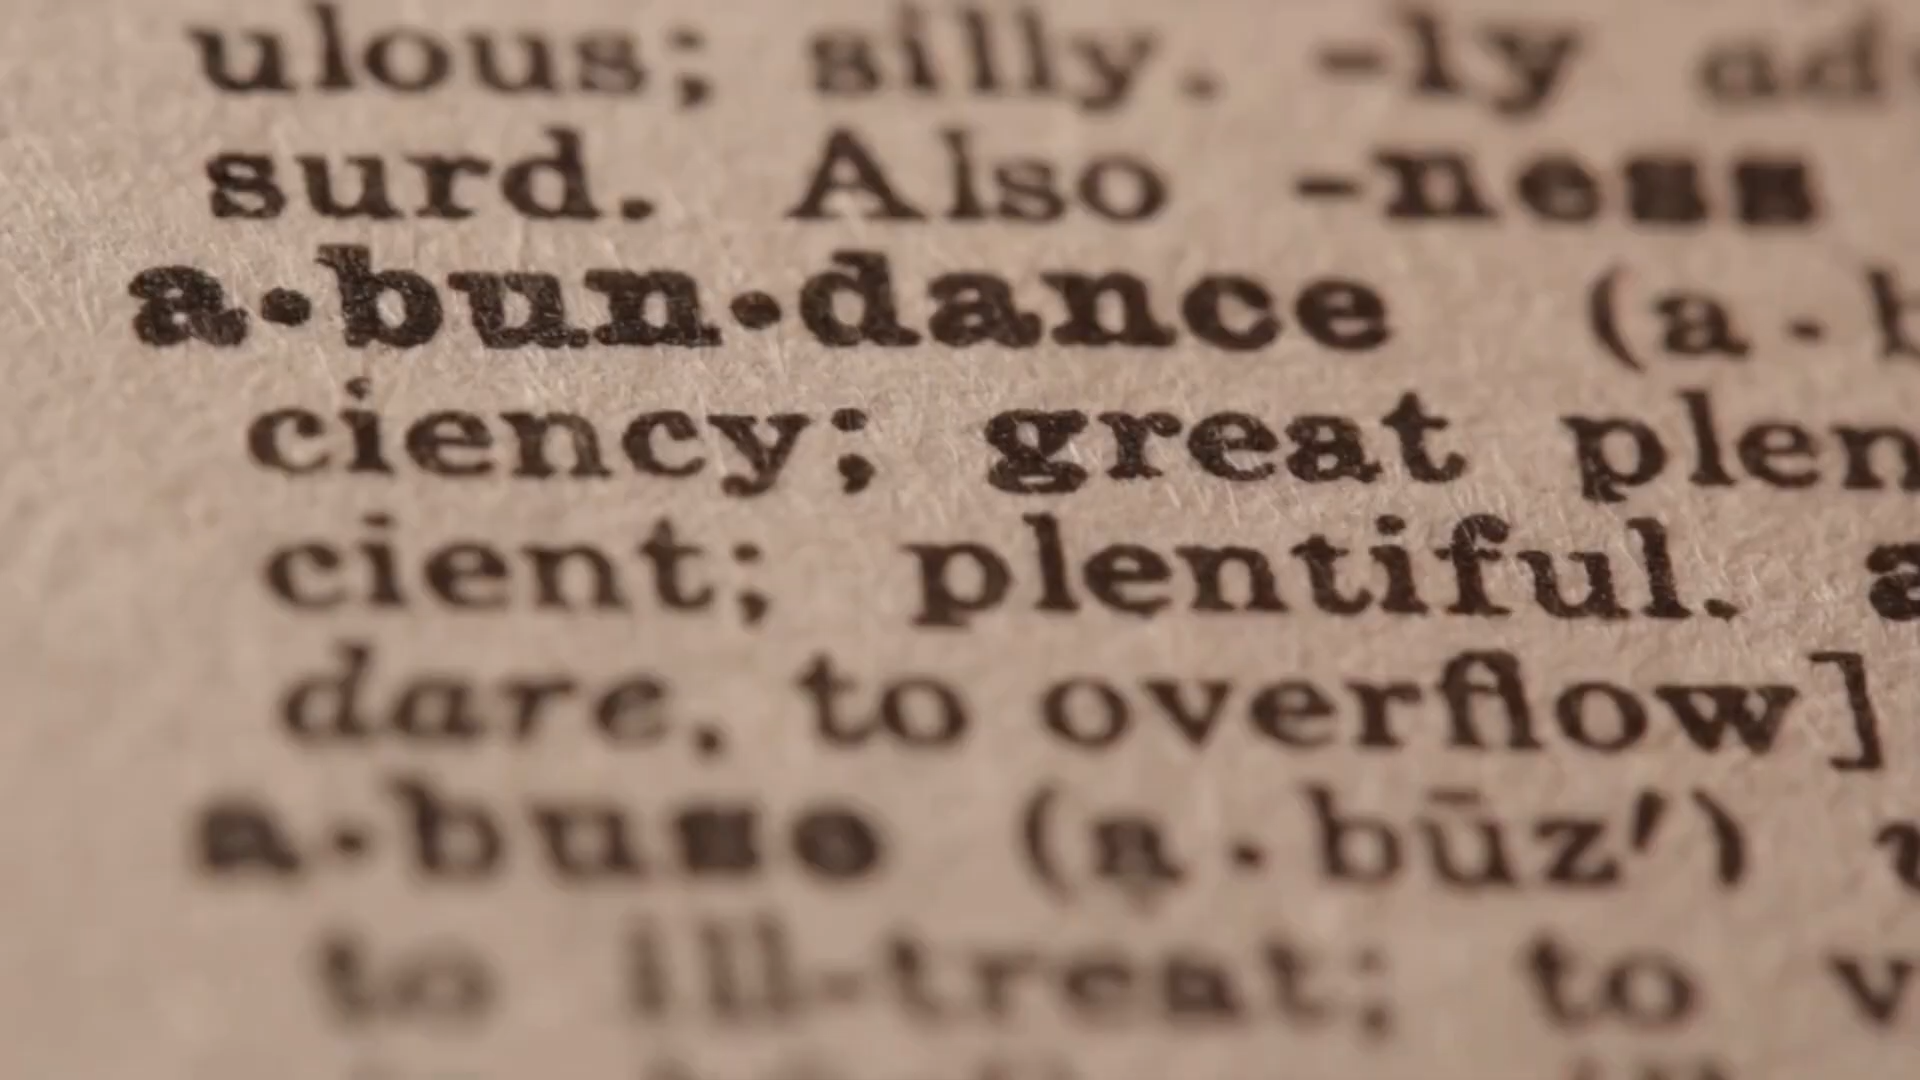 ulous; silly. -ly ad
surd. Also -ness
a·bun·dance (a·b
ciency; great plen
cient; plentiful. a
dare, to overflow]
a·buse (a·būz′) v
to ill-treat; to v